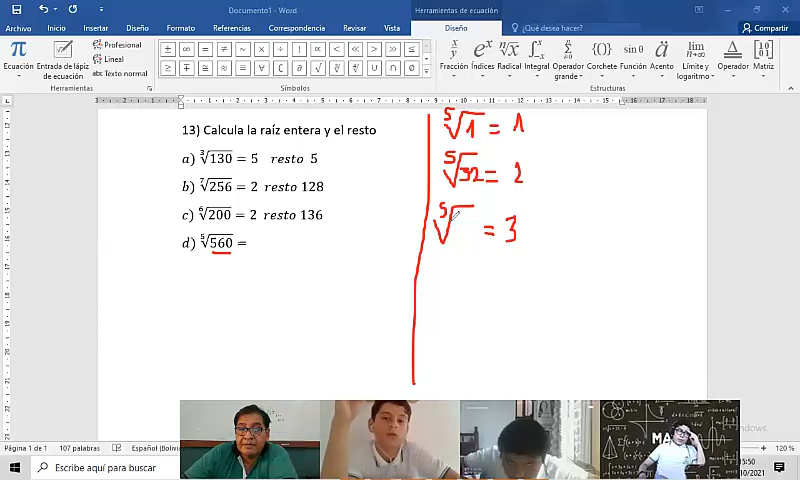 Documento1 - Word
Herramientas de ecuación
Archivo Inicio Insertar Diseño Formato Referencias Correspondencia Revisar Vista Diseño ¿Qué desea hacer? Compartir
π Ecuación
Entrada de lápiz de ecuación
Profesional
Lineal
abc Texto normal
Herramientas
± ∞ = ≠ ~ × ÷ ! ∝ < ≪ > ≫ ≤
≥ ∓ ≅ ≈ ≡ ∀ ∁ ∂ √ ∛ ∜ ∪ ∩ ∅
Símbolos
Fracción Índices Radical Integral Operador grande Corchete Función Acento Límite y logaritmo Operador Matriz
Estructuras
13) Calcula la raíz entera y el resto
a) ∛130 = 5 resto 5
b) ⁷√256 = 2 resto 128
c) ⁶√200 = 2 resto 136
d) ⁵√560 =
⁵√1 = 1
⁵√32 = 2
⁵√ = 3
MA
Página 1 de 1 107 palabras Español (Bolivia) 120 %
Escribe aquí para buscar
15:50